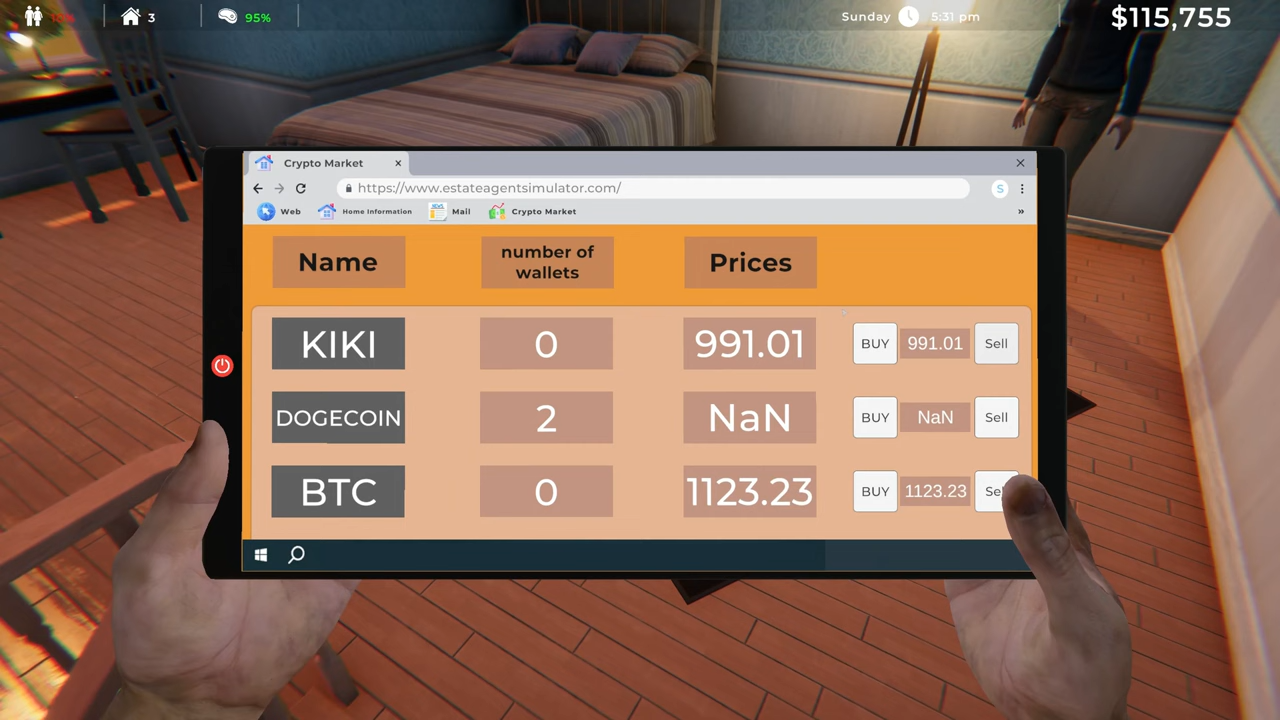 3
95%
Sunday 5:31 pm
$115,755
Crypto Market
https://www.estateagentsimulator.com/
S
Web Home Information Mail Crypto Market »
Name
number of
wallets
Prices
KIKI 0 991.01 BUY 991.01 Sell
DOGECOIN 2 NaN BUY NaN Sell
BTC 0 1123.23 BUY 1123.23